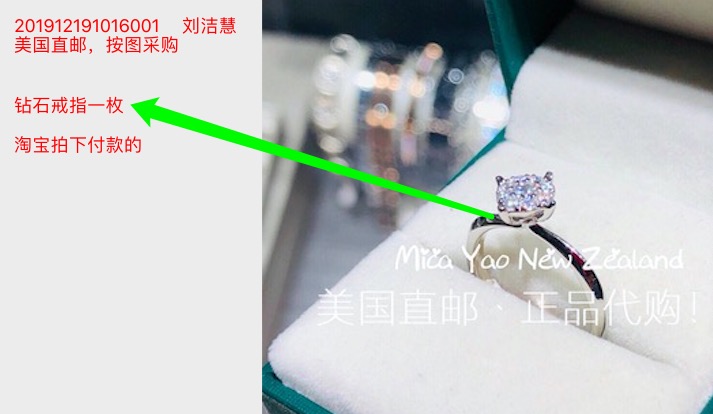 201912191016001 刘洁慧
美国直邮，按图采购
钻石戒指一枚
淘宝拍下付款的
Mica Yao New Zealand
美国直邮、正品代购！